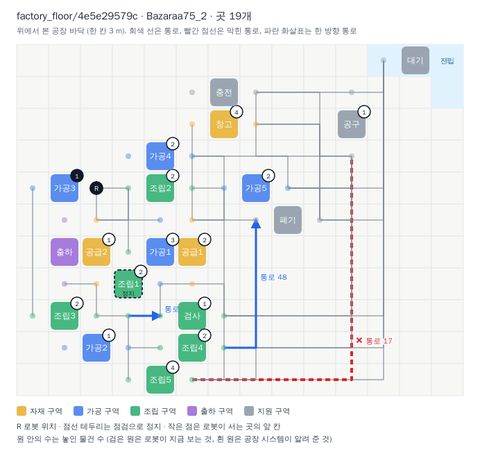 factory_floor/4e5e29579c · Bazaraa75_2 · 곳 19개
위에서 본 공장 바닥 (한 칸 3 m). 회색 선은 통로, 빨간 점선은 막힌 통로, 파란 화살표는 한 방향 통로
대기
충전
4
창고
1
공구
2
가공4
1
가공3
R
2
조립2
2
가공5
폐기
출하
1
공급2
3
가공1
2
공급1
2
조립1
정지
통로 48
2
조립3
통로
1
검사
1
가공2
2
조립4
✕ 통로 17
4
조립5
자재 구역
가공 구역
조립 구역
출하 구역
지원 구역
R 로봇 위치 · 점선 테두리는 점검으로 정지 · 작은 점은 로봇이 서는 곳의 앞 칸
원 안의 수는 놓인 물건 수 (검은 원은 로봇이 지금 보는 것, 흰 원은 공장 시스템이 알려 준 것)